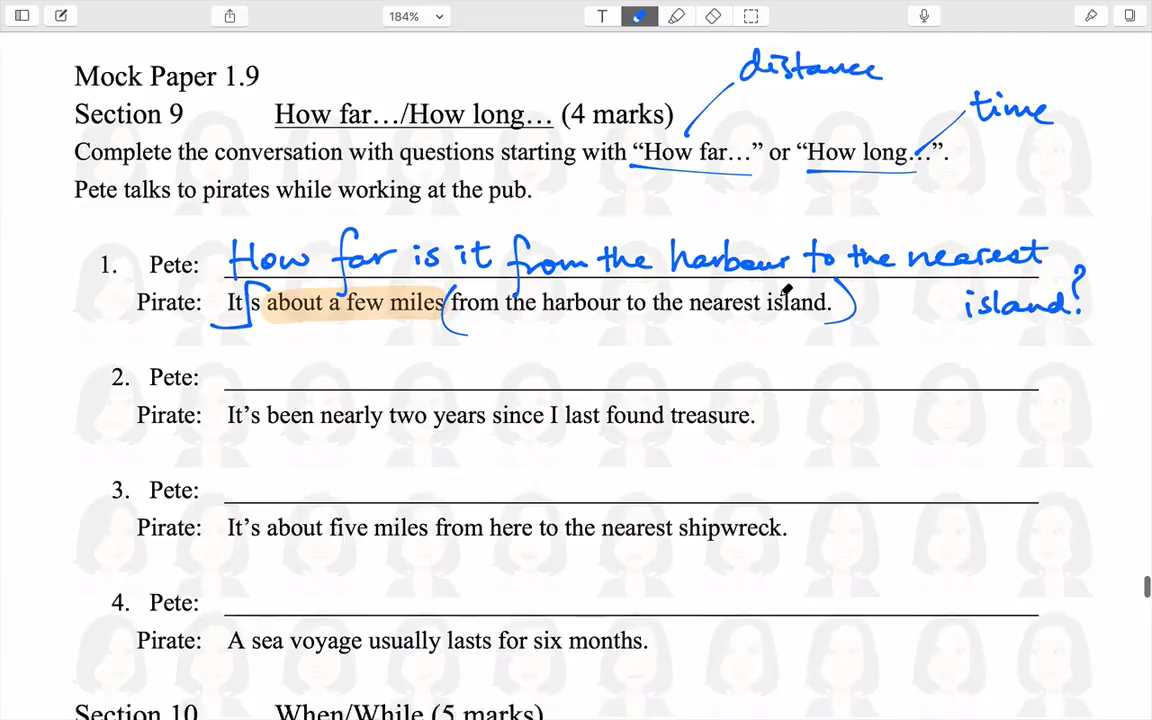 184%
T
distance
Mock Paper 1.9
time
Section 9 How far…/How long… (4 marks)
Complete the conversation with questions starting with “How far…” or “How long…”.
Pete talks to pirates while working at the pub.
1. Pete: How far is it from the harbour to the nearest
Pirate: It's about a few miles (from the harbour to the nearest island.) island?
2. Pete:
Pirate: It’s been nearly two years since I last found treasure.
3. Pete:
Pirate: It’s about five miles from here to the nearest shipwreck.
4. Pete:
Pirate: A sea voyage usually lasts for six months.
Section 10 When/While (5 marks)